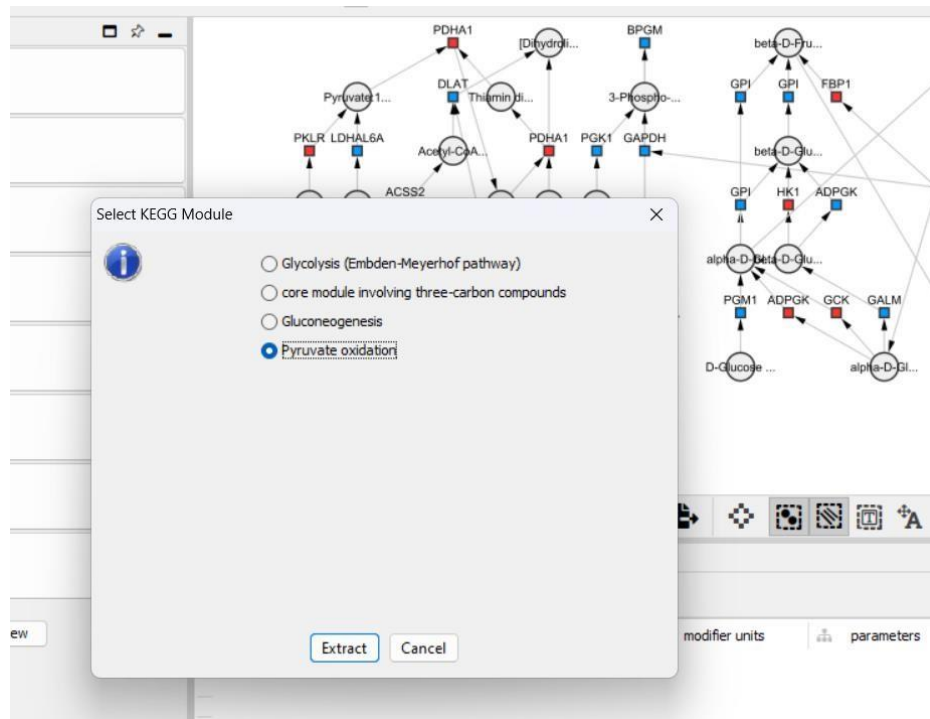 PDHA1
BPGM
[Dihydroli...
beta-D-Fru...
DLAT
GPI GPI FBP1
Pyruvate:1...
Thiamin di...
3-Phospho-...
PKLR LDHAL6A
PDHA1 PGK1 GAPDH
Acetyl-CoA...
beta-D-Glu...
ACSS2
GPI HK1 ADPGK
Select KEGG Module
Glycolysis (Embden-Meyerhof pathway)
core module involving three-carbon compounds
Gluconeogenesis
Pyruvate oxidation
beta-D-Glu...
PGM1 ADPGK GCK GALM
D-Glucose ...
alpha-D-Gl...
T
A
ew
Extract Cancel
modifier units parameters